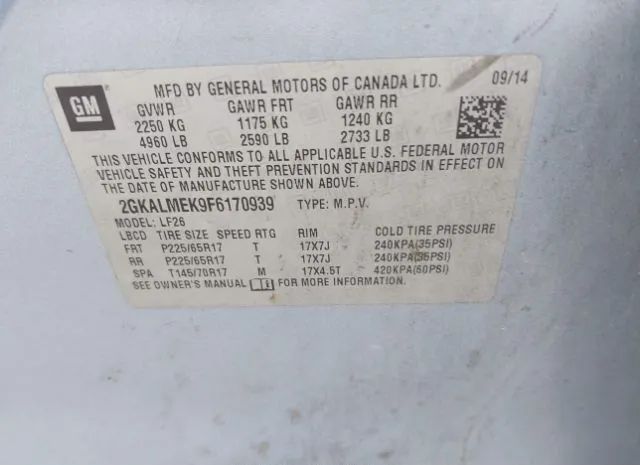 GM
MFD BY GENERAL MOTORS OF CANADA LTD. 09/14
GVWR GAWR FRT GAWR RR
2250 KG 1175 KG 1240 KG
4960 LB 2590 LB 2733 LB
THIS VEHICLE CONFORMS TO ALL APPLICABLE U.S. FEDERAL MOTOR
VEHICLE SAFETY AND THEFT PREVENTION STANDARDS IN EFFECT ON
THE DATE OF MANUFACTURE SHOWN ABOVE.
2GKALMEK9F6170939 TYPE: M.P.V.
MODEL: LF26
LBCD TIRE SIZE SPEED RTG RIM COLD TIRE PRESSURE
FRT P225/65R17 T 17X7J 240KPA(35PSI)
RR P225/65R17 T 17X7J 240KPA(35PSI)
SPA T145/70R17 M 17X4.5T 420KPA(60PSI)
SEE OWNER'S MANUAL FOR MORE INFORMATION.